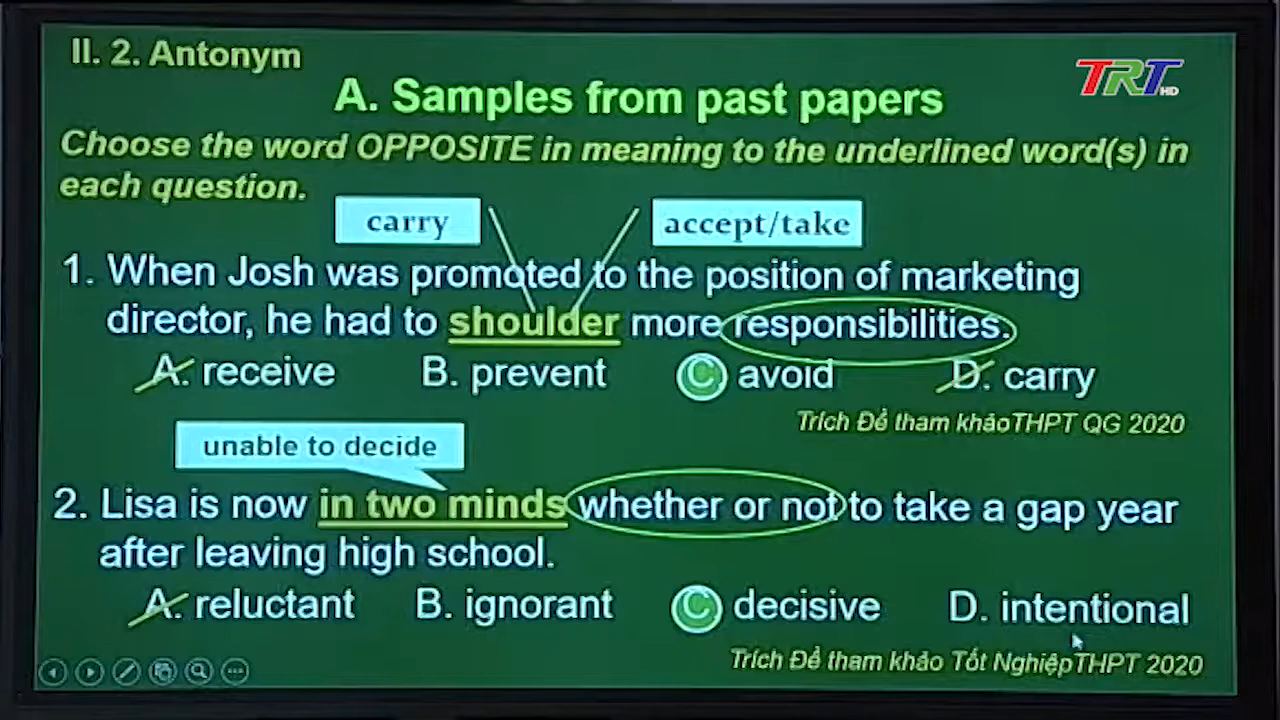 II. 2. Antonym
TRT HD
A. Samples from past papers
Choose the word OPPOSITE in meaning to the underlined word(s) in
each question.
carry
accept/take
1. When Josh was promoted to the position of marketing
director, he had to shoulder more responsibilities.
A. receive B. prevent C. avoid D. carry
Trích Đề tham khảoTHPT QG 2020
unable to decide
2. Lisa is now in two minds whether or not to take a gap year
after leaving high school.
A. reluctant B. ignorant C decisive D. intentional
Trích Đề tham khảo Tốt NghiệpTHPT 2020